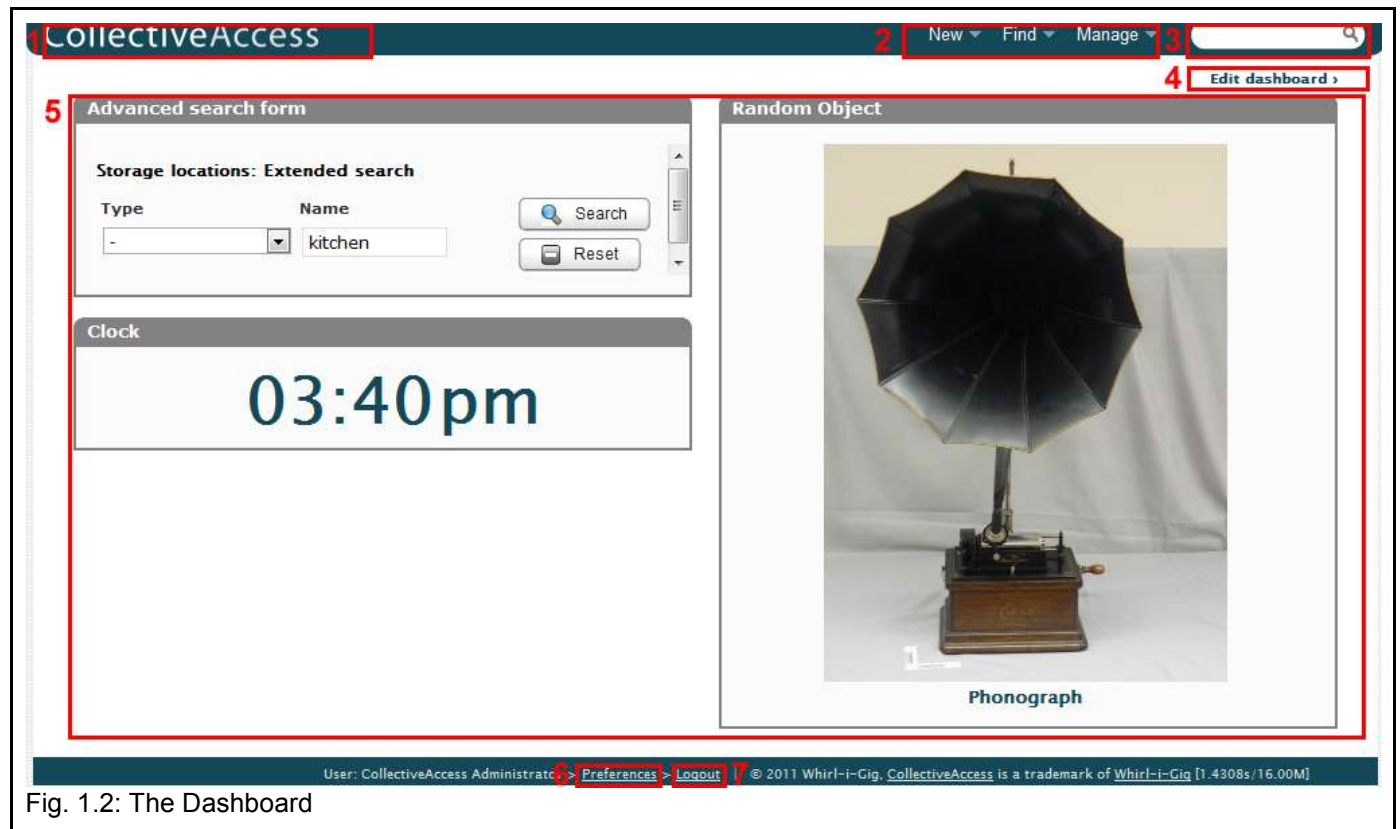 1 CollectiveAccess
2 New Find Manage 3
4 Edit dashboard ›
5 Advanced search form
Storage locations: Extended search
Type Name
- kitchen
Search
Reset
Clock
03:40pm
Random Object
Phonograph
User: CollectiveAccess Administrator > 6 Preferences > Logout 7 © 2011 Whirl-i-Gig, CollectiveAccess is a trademark of Whirl-i-Gig [1.4308s/16.00M]
Fig. 1.2: The Dashboard